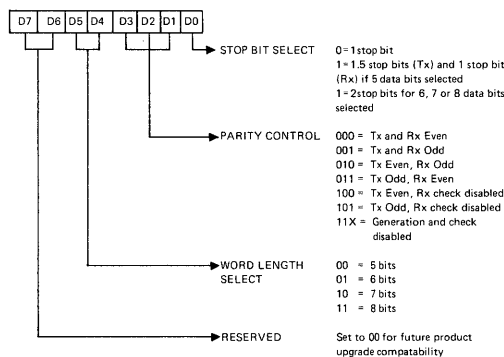 D7 D6 D5 D4 D3 D2 D1 D0
STOP BIT SELECT
0=1stop bit
1=1.5 stop bits (Tx) and 1 stop bit
(Rx) if 5 data bits selected
1=2stop bits for 6, 7 or 8 data bits
selected
PARITY CONTROL
000 = Tx and Rx Even
001 = Tx and Rx Odd
010 = Tx Even, Rx Odd
011 = Tx Odd, Rx Even
100 = Tx Even, Rx check disabled
101 = Tx Odd, Rx check disabled
11X = Generation and check
disabled
WORD LENGTH
SELECT
00 = 5 bits
01 = 6 bits
10 = 7 bits
11 = 8 bits
RESERVED
Set to 00 for future product
upgrade compatability